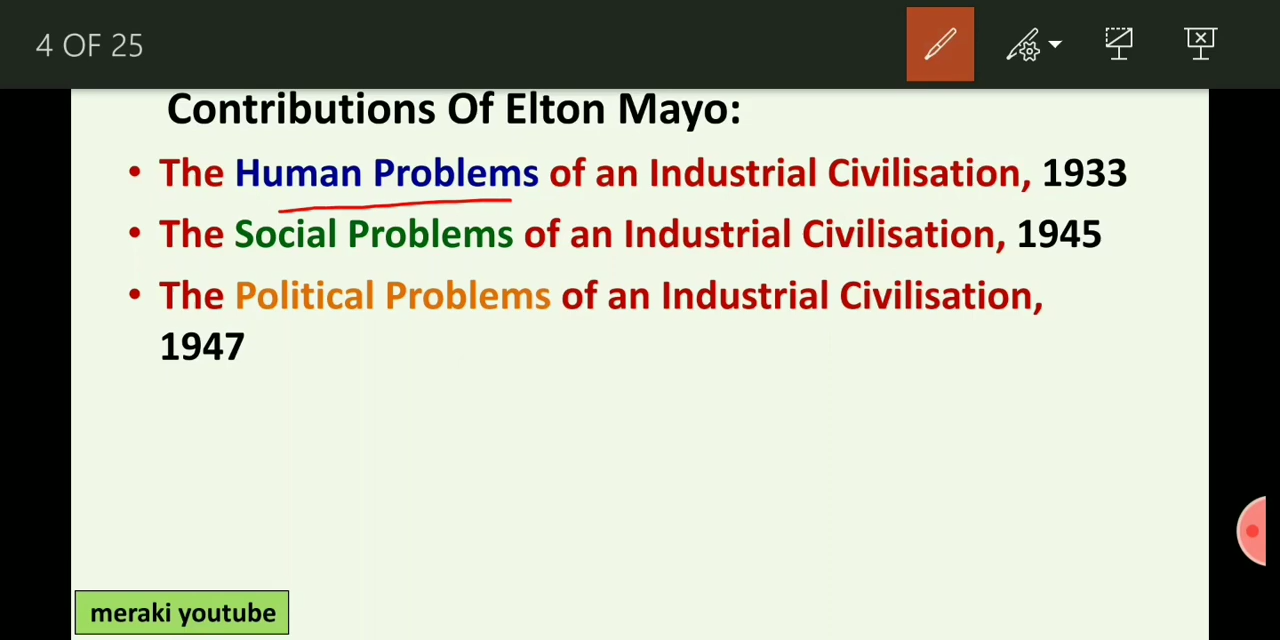 4 OF 25
Contributions Of Elton Mayo:
• The Human Problems of an Industrial Civilisation, 1933
• The Social Problems of an Industrial Civilisation, 1945
• The Political Problems of an Industrial Civilisation,
1947
meraki youtube